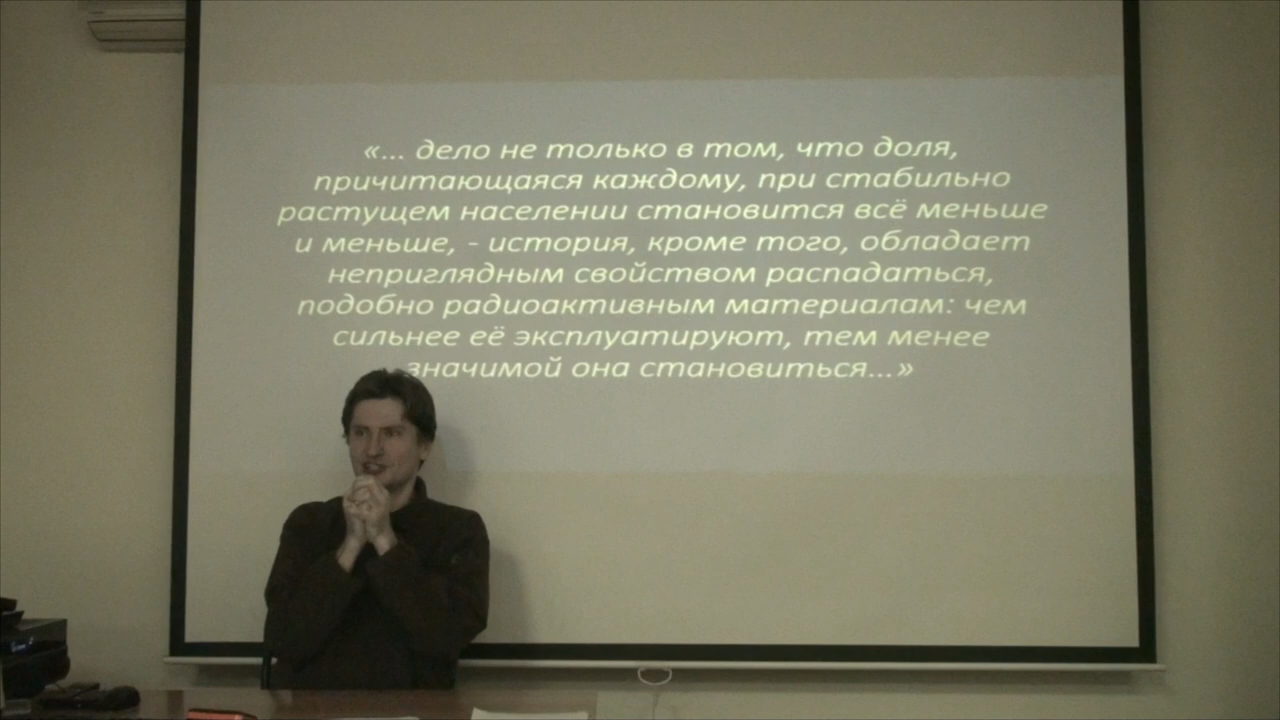 «... дело не только в том, что доля,
причитающаяся каждому, при стабильно
растущем населении становится всё меньше
и меньше, - история, кроме того, обладает
неприглядным свойством распадаться,
подобно радиоактивным материалам: чем
сильнее её эксплуатируют, тем менее
значимой она становиться...»